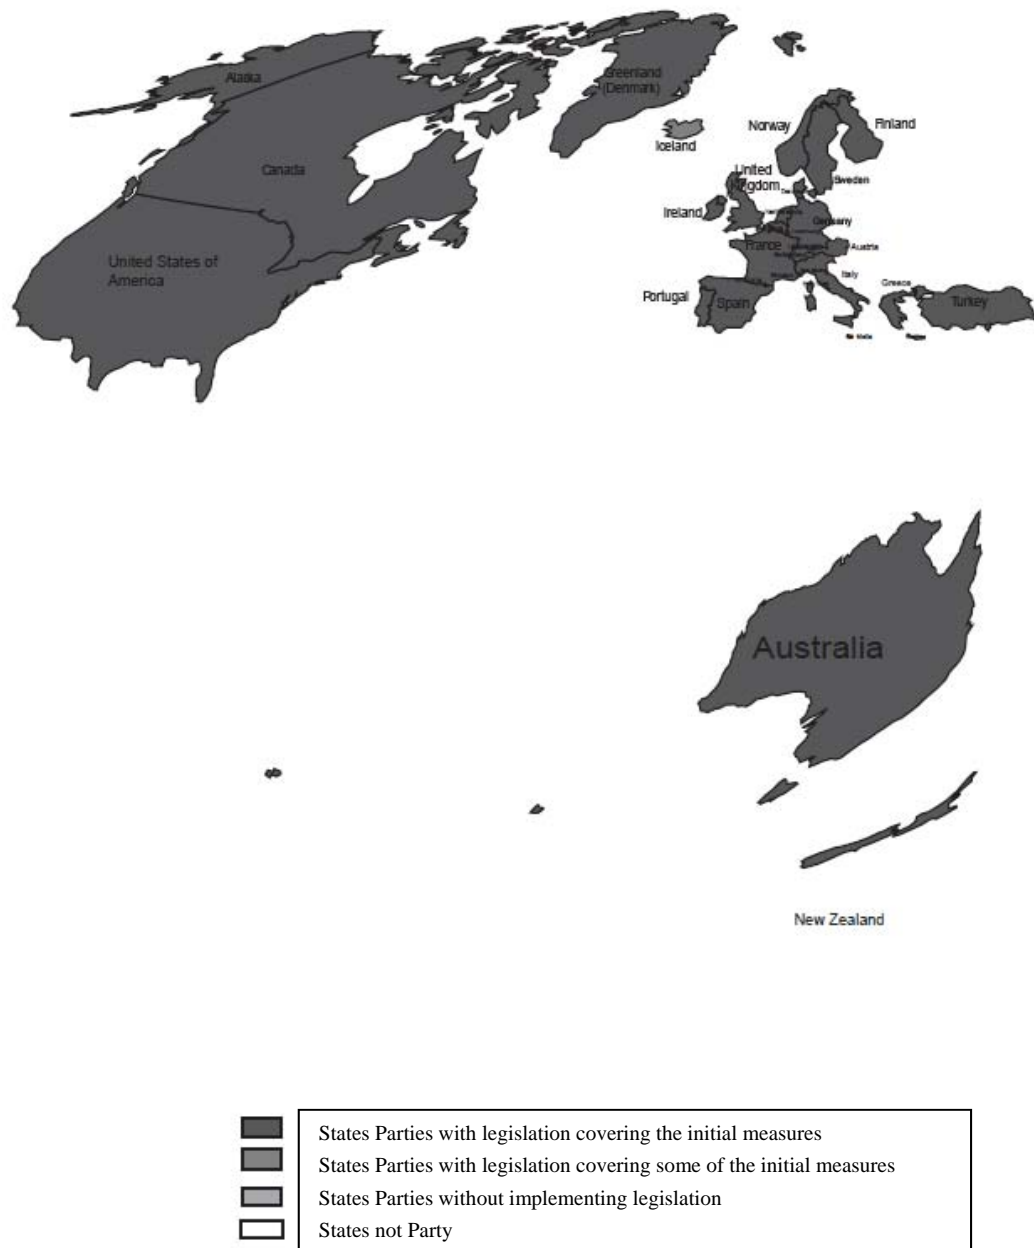 Alaska
Greenland
(Denmark)
Iceland
Norway
Finland
Canada
United
Kingdom
Sweden
Ireland
Germany
France
Austria
United States of
America
Italy
Greece
Portugal
Spain
Turkey
Malta
Australia
New Zealand
States Parties with legislation covering the initial measures
States Parties with legislation covering some of the initial measures
States Parties without implementing legislation
States not Party